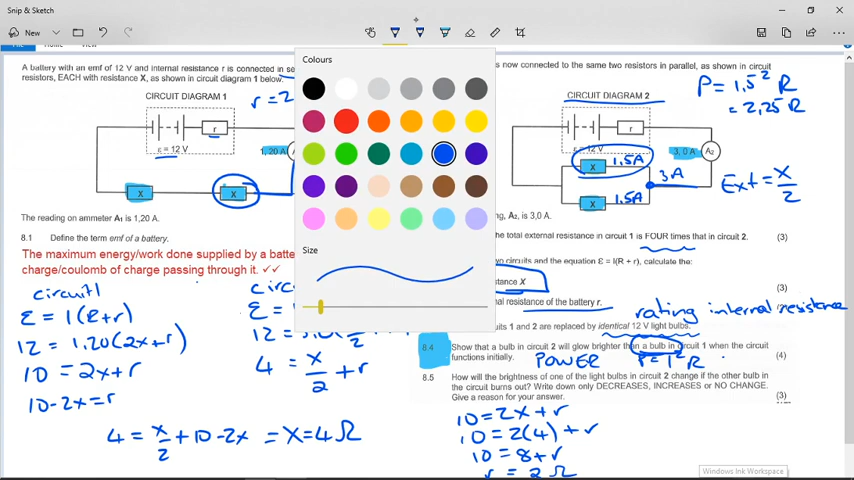 Snip & Sketch
New
A battery with an emf of 12 V and internal resistance r is connected in se
resistors, EACH with resistance X, as shown in circuit diagram 1 below.
r = 2
CIRCUIT DIAGRAM 1
r
ε = 12 V
1, 20 A
X
X
The reading on ammeter A₁ is 1,20 A.
8.1 Define the term emf of a battery.
The maximum energy/work done supplied by a batte
charge/coulomb of charge passing through it. ✓✓
circuit 1
ε = I(R+r)
12 = 1.20(2x+r)
10 = 2x+r
10-2x=r
4 = x/2 + 10-2x = X=4Ω
Colours
Size
circ
ε = I
4 = x/2 + r
now connected to the same two resistors in parallel, as shown in circuit
CIRCUIT DIAGRAM 2
P = 1,5² R
= 2,25 R
r
ε = 12 V
3, 0 A
A₂
X
1,5A
3A
X
1.5A
Ext = x/2
ng, A₂, is 3,0 A.
he total external resistance in circuit 1 is FOUR times that in circuit 2.
(3)
wo circuits and the equation Ɛ = I(R + r), calculate the:
stance X
(3)
nal resistance of the battery r.
rating internal resistance
uits 1 and 2 are replaced by identical 12 V light bulbs.
8.4 Show that a bulb in circuit 2 will glow brighter than a bulb in circuit 1 when the circuit
functions initially.
(4)
POWER P=I²R
8.5 How will the brightness of one of the light bulbs in circuit 2 change if the other bulb
in the circuit burns out? Write down only DECREASES, INCREASES or NO CHANGE.
Give a reason for your answer.
(3)
10=2x+r
10=2(4)+r
10=8+r
r = 2Ω
Windows Ink Workspace